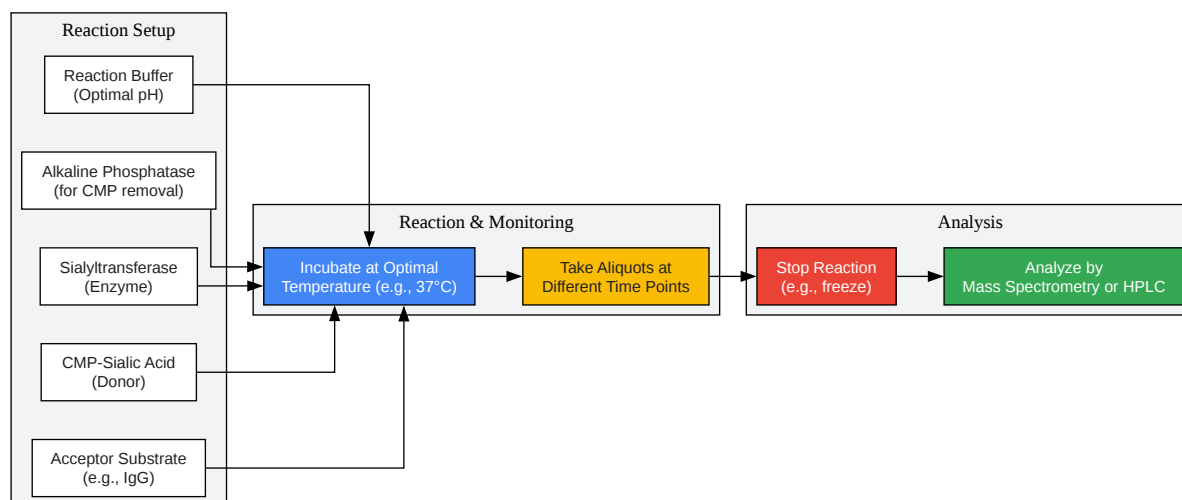 Reaction Setup
Reaction Buffer
(Optimal pH)
Alkaline Phosphatase
(for CMP removal)
Sialyltransferase
(Enzyme)
CMP-Sialic Acid
(Donor)
Acceptor Substrate
(e.g., IgG)
Reaction & Monitoring
Incubate at Optimal
Temperature (e.g., 37°C)
Take Aliquots at
Different Time Points
Analysis
Stop Reaction
(e.g., freeze)
Analyze by
Mass Spectrometry or HPLC